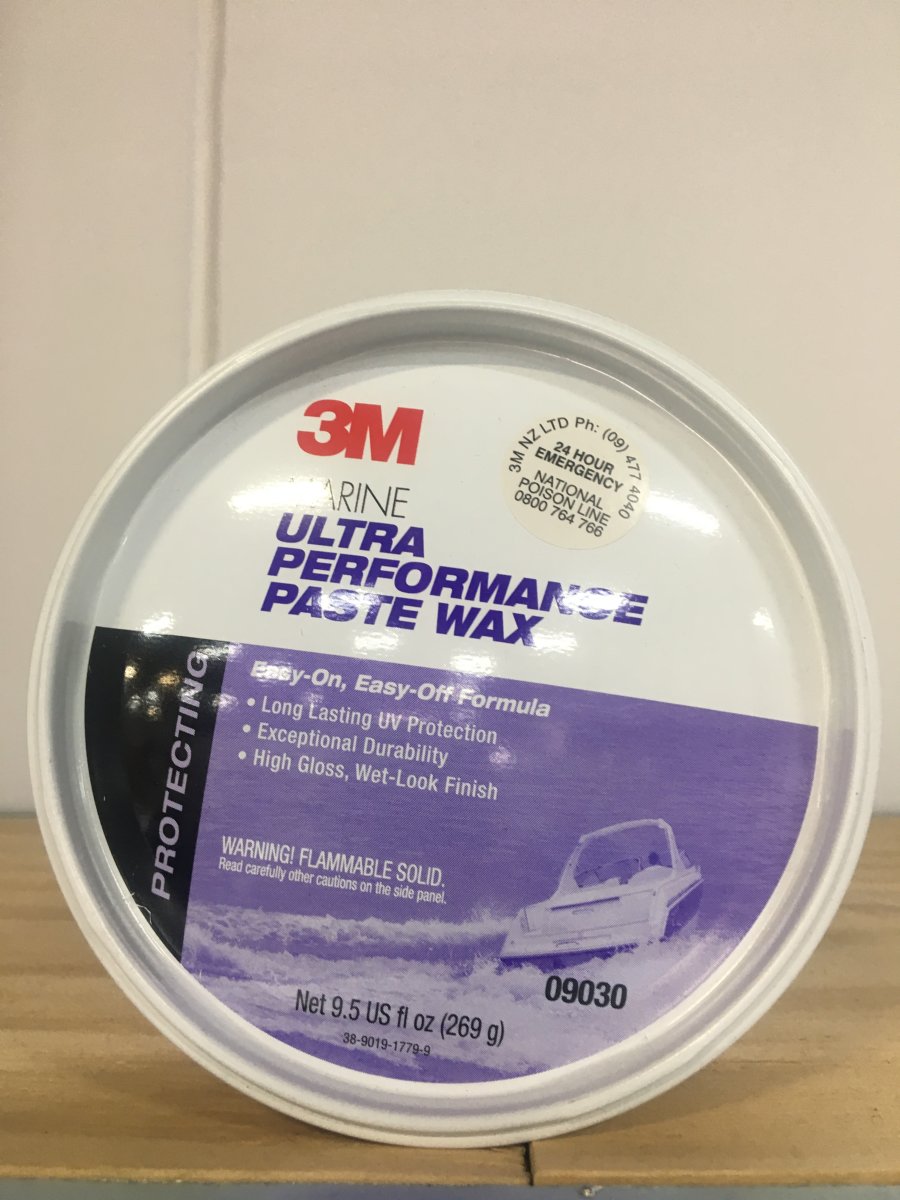 3M
MARINE
ULTRA
PERFORMANCE
PASTE WAX
3M NZ LTD Ph: (09) 477 4040
24 HOUR
EMERGENCY
NATIONAL
POISON LINE
0800 764 766
PROTECTING
Easy-On, Easy-Off Formula
• Long Lasting UV Protection
• Exceptional Durability
• High Gloss, Wet-Look Finish
WARNING! FLAMMABLE SOLID.
Read carefully other cautions on the side panel.
09030
Net 9.5 US fl oz (269 g)
38-9019-1779-9